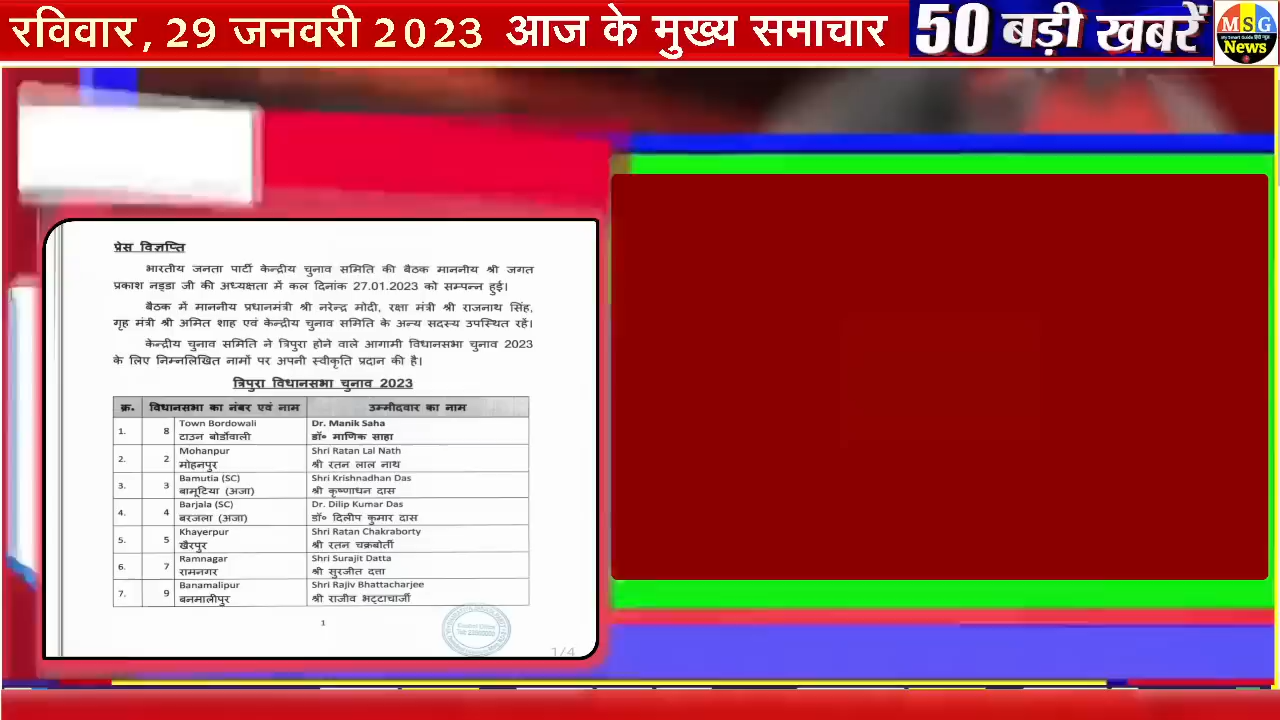 रविवार, 29 जनवरी 2023 आज के मुख्य समाचार
50 बड़ी खबरें
MSG
News
प्रेस विज्ञप्ति
भारतीय जनता पार्टी केन्द्रीय चुनाव समिति की बैठक माननीय श्री जगत
प्रकाश नड्डा जी की अध्यक्षता में कल दिनांक 27.01.2023 को सम्पन्न हुई।
बैठक में माननीय प्रधानमंत्री श्री नरेन्द्र मोदी, रक्षा मंत्री श्री राजनाथ सिंह,
गृह मंत्री श्री अमित शाह एवं केन्द्रीय चुनाव समिति के अन्य सदस्य उपस्थित रहें।
केन्द्रीय चुनाव समिति ने त्रिपुरा होने वाले आगामी विधानसभा चुनाव 2023
के लिए निम्नलिखित नामों पर अपनी स्वीकृति प्रदान की है।
त्रिपुरा विधानसभा चुनाव 2023
क्र. विधानसभा का नंबर एवं नाम उम्मीदवार का नाम
1. 8 Town Bordowali Dr. Manik Saha
टाउन बोर्डोवाली डॉ॰ माणिक साहा
2. 2 Mohanpur Shri Ratan Lal Nath
मोहनपुर श्री रतन लाल नाथ
3. 3 Bamutia (SC) Shri Krishnadhan Das
बामूटिया (अजा) श्री कृष्णाधन दास
4. 4 Barjala (SC) Dr. Dilip Kumar Das
बरजला (अजा) डॉ॰ दिलीप कुमार दास
5. 5 Khayerpur Shri Ratan Chakraborty
खैरपुर श्री रतन चक्रबोर्ती
6. 7 Ramnagar Shri Surajit Datta
रामनगर श्री सुरजीत दत्ता
7. 9 Banamalipur Shri Rajiv Bhattacharjee
बनमालीपुर श्री राजीव भट्टाचार्जी
1
1/4